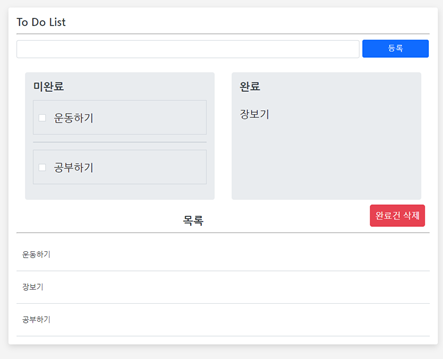 To Do List
등록
미완료
운동하기
공부하기
완료
장보기
목록
완료건 삭제
운동하기
장보기
공부하기